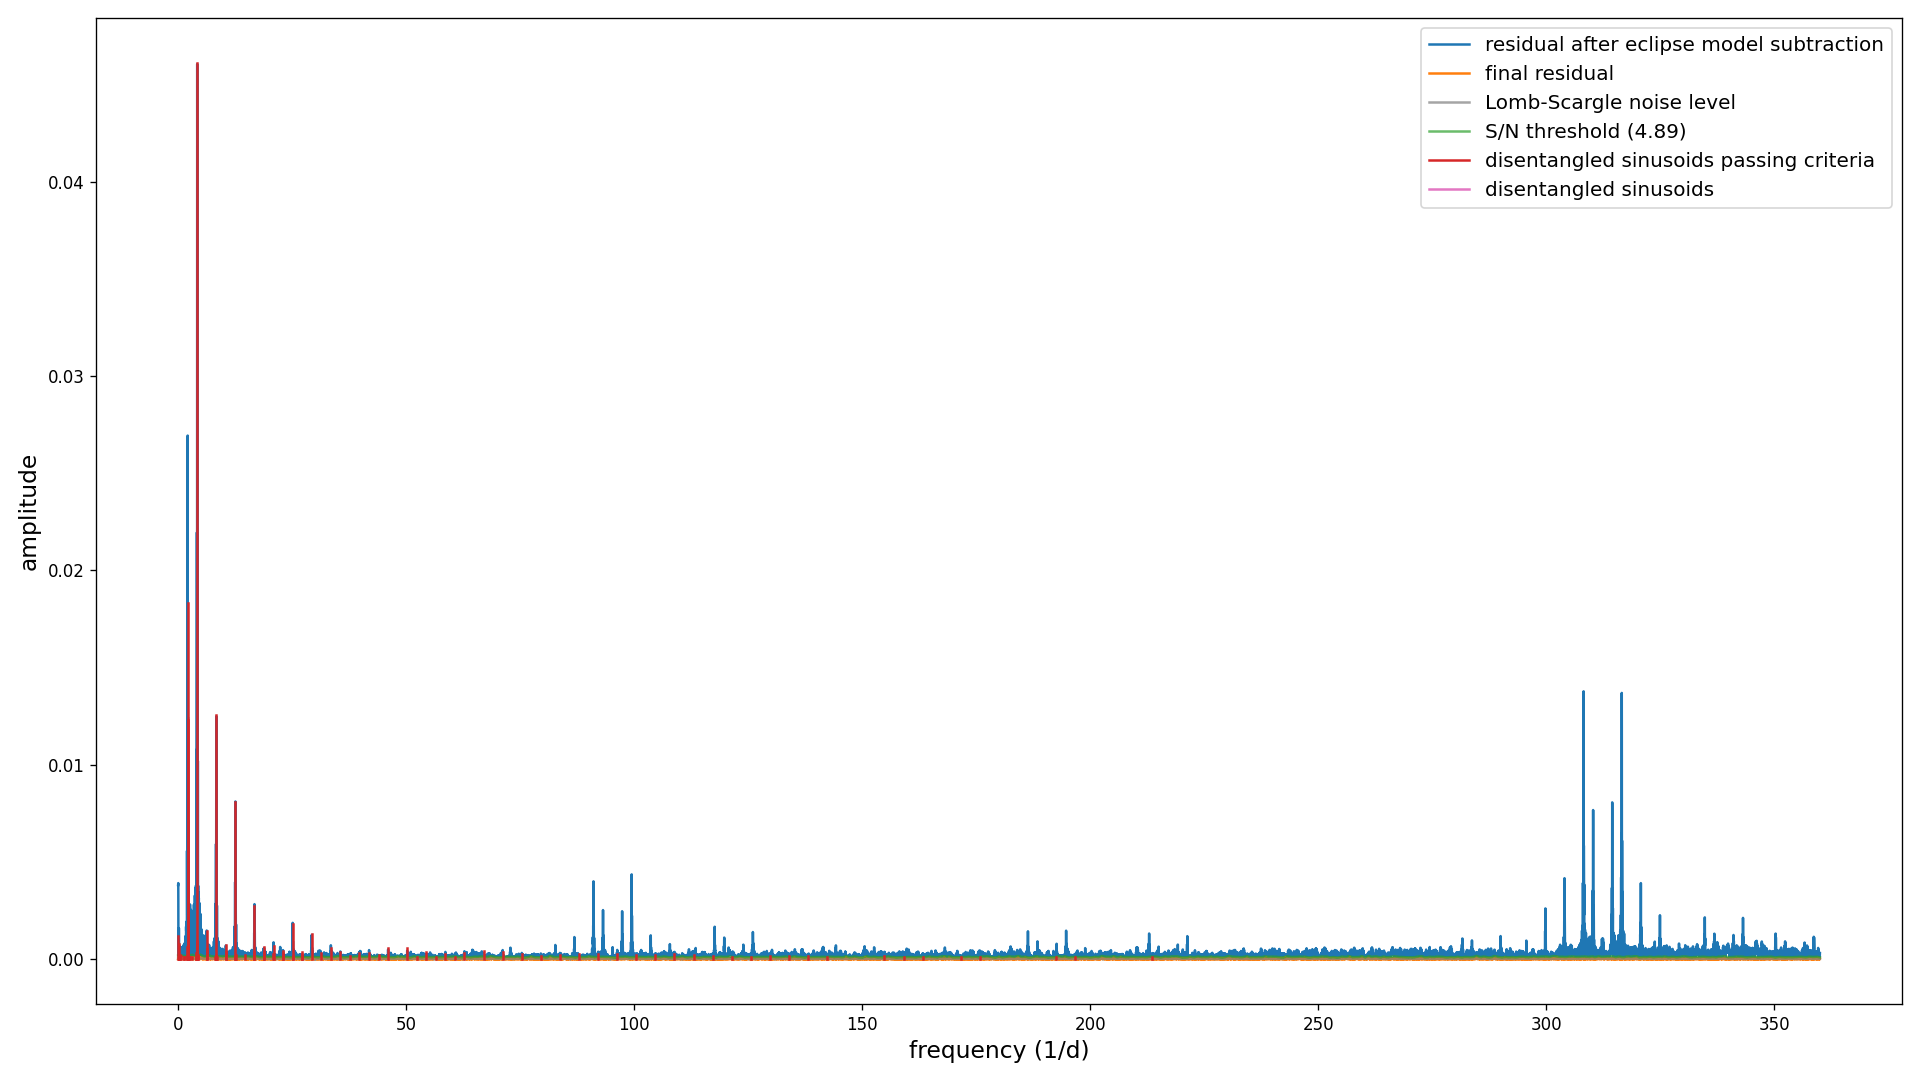 residual after eclipse model subtraction
final residual
Lomb-Scargle noise level
S/N threshold (4.89)
disentangled sinusoids passing criteria
disentangled sinusoids
amplitude
0.04
0.03
0.02
0.01
0.00
0 50 100 150 200 250 300 350
frequency (1/d)